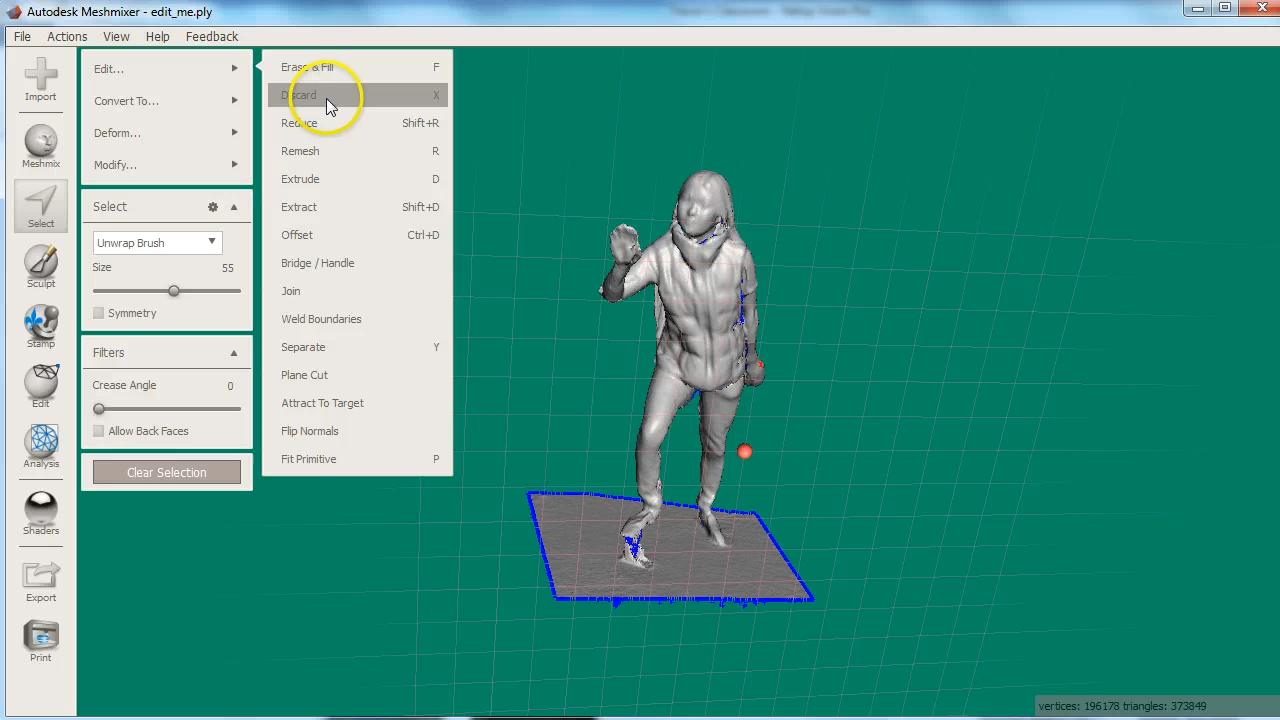 Autodesk Meshmixer - edit_me.ply
File Actions View Help Feedback
Import
Meshmix
Select
Sculpt
Stamp
Edit
Analysis
Shaders
Export
Print
Edit...
Convert To...
Deform...
Modify...
Select
Unwrap Brush
Size 55
Symmetry
Filters
Crease Angle 0
Allow Back Faces
Clear Selection
Erase & Fill F
Discard X
Reduce Shift+R
Remesh R
Extrude D
Extract Shift+D
Offset Ctrl+D
Bridge / Handle
Join
Weld Boundaries
Separate Y
Plane Cut
Attract To Target
Flip Normals
Fit Primitive P
vertices: 196178 triangles: 373849